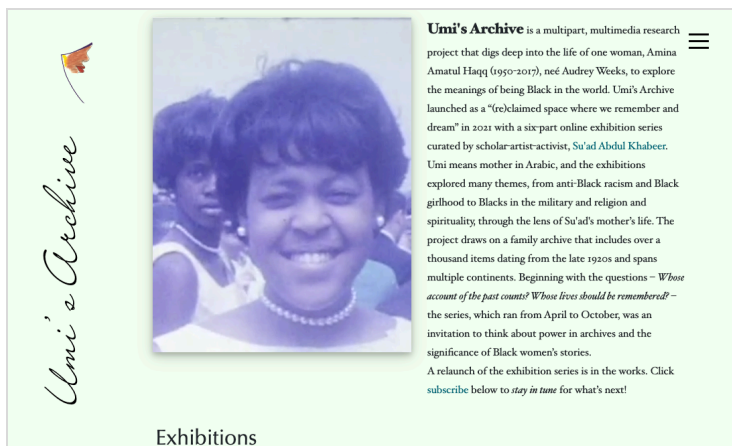 Umi's Archive
Umi's Archive is a multipart, multimedia research
project that digs deep into the life of one woman, Amina
Amatul Haqq (1950-2017), neé Audrey Weeks, to explore
the meanings of being Black in the world. Umi's Archive
launched as a “(re)claimed space where we remember and
dream” in 2021 with a six-part online exhibition series
curated by scholar-artist-activist, Su'ad Abdul Khabeer.
Umi means mother in Arabic, and the exhibitions
explored many themes, from anti-Black racism and Black
girlhood to Blacks in the military and religion and
spirituality, through the lens of Su'ad's mother's life. The
project draws on a family archive that includes over a
thousand items dating from the late 1920s and spans
multiple continents. Beginning with the questions – Whose
account of the past counts? Whose lives should be remembered? –
the series, which ran from April to October, was an
invitation to think about power in archives and the
significance of Black women's stories.
A relaunch of the exhibition series is in the works. Click
subscribe below to stay in tune for what's next!
Exhibitions